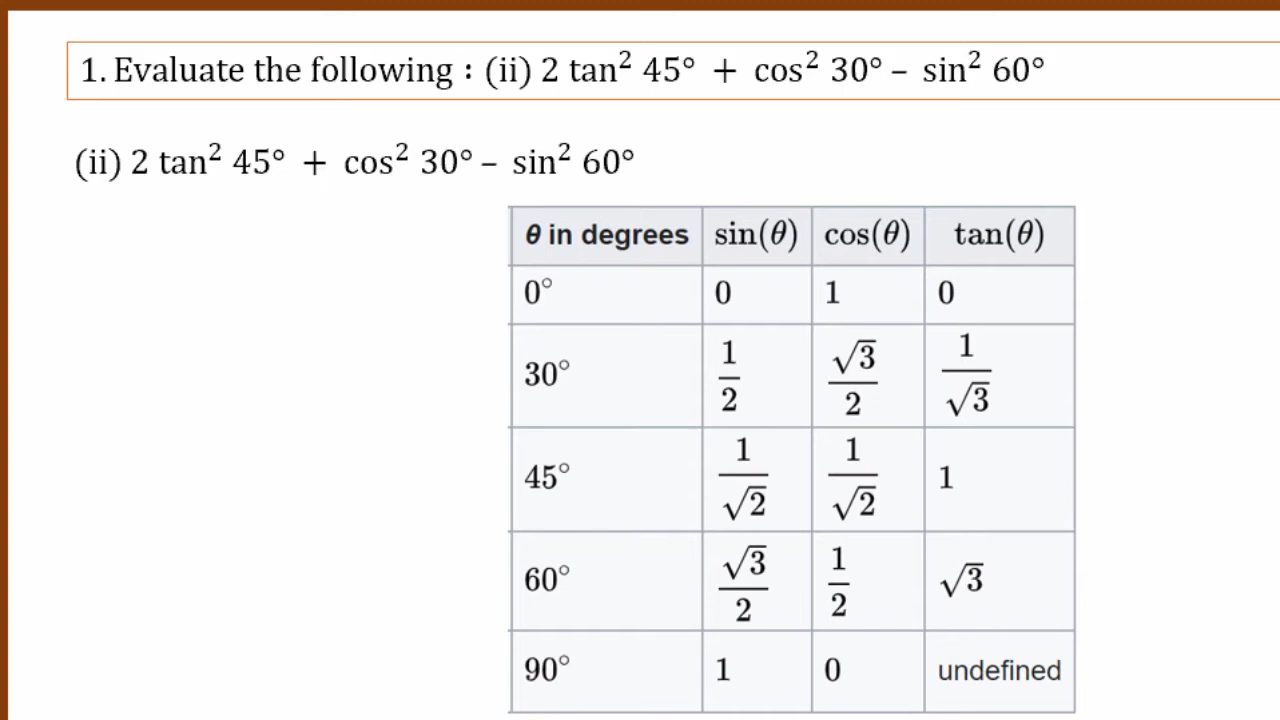 1. Evaluate the following : (ii) 2 tan² 45° + cos² 30° – sin² 60°
(ii) 2 tan² 45° + cos² 30° – sin² 60°
θ in degrees sin(θ) cos(θ) tan(θ)
0° 0 1 0
30° 1/2 √3/2 1/√3
45° 1/√2 1/√2 1
60° √3/2 1/2 √3
90° 1 0 undefined